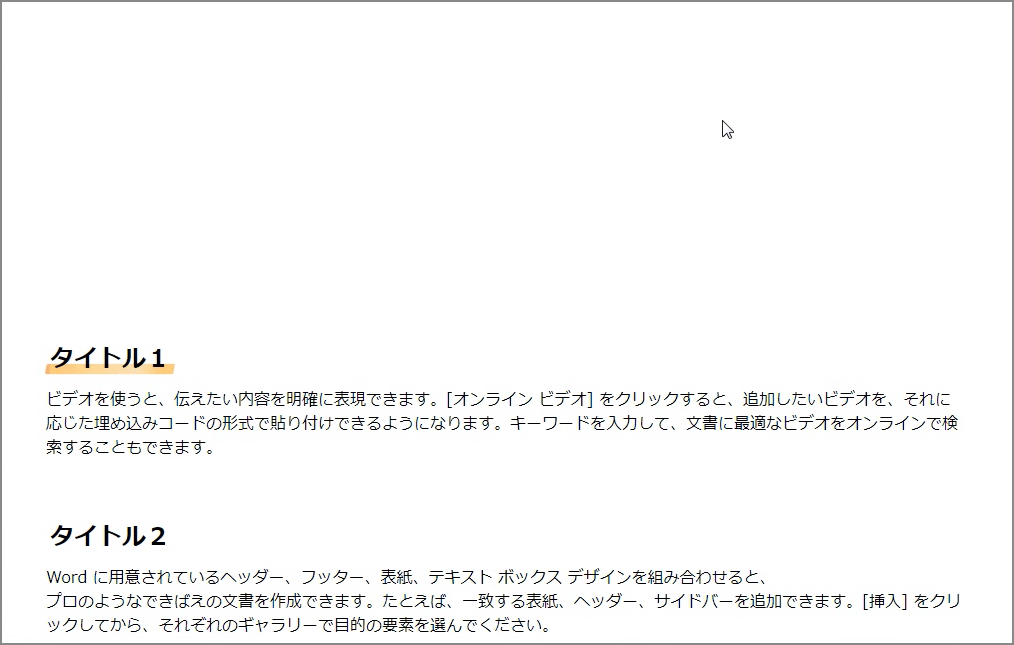 タイトル１
ビデオを使うと、伝えたい内容を明確に表現できます。[オンライン ビデオ] をクリックすると、追加したいビデオを、それに
応じた埋め込みコードの形式で貼り付けできるようになります。キーワードを入力して、文書に最適なビデオをオンラインで検
索することもできます。
タイトル２
Word に用意されているヘッダー、フッター、表紙、テキスト ボックス デザインを組み合わせると、
プロのようなできばえの文書を作成できます。たとえば、一致する表紙、ヘッダー、サイドバーを追加できます。[挿入] をクリ
ックしてから、それぞれのギャラリーで目的の要素を選んでください。